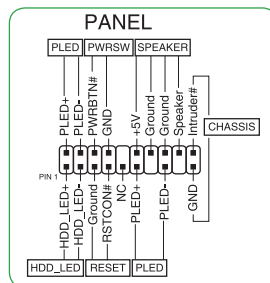 PANEL
PLED PWRSW SPEAKER
PLED+
PLED-
PWRBTN#
GND
+5V
Ground
Ground
Speaker
Intruder#
CHASSIS
PIN 1
HDD_LED+
HDD_LED-
Ground
RSTCON#
NC
PLED+
PLED-
GND
HDD_LED RESET PLED